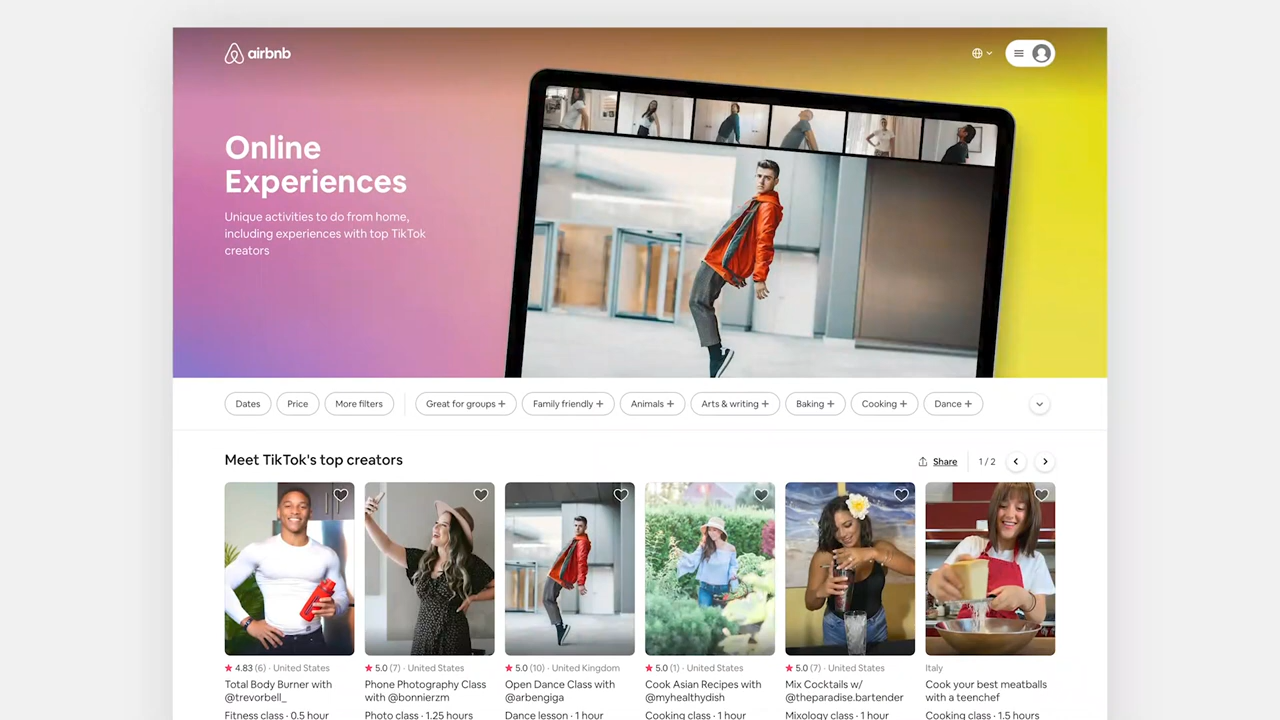 airbnb
Online
Experiences
Unique activities to do from home,
including experiences with top TikTok
creators
Dates
Price
More filters
Great for groups +
Family friendly +
Animals +
Arts & writing +
Baking +
Cooking +
Dance +
Meet TikTok's top creators
Share
1 / 2
4.83 (6) · United States
Total Body Burner with
@trevorbell_
Fitness class · 0.5 hour
5.0 (7) · United States
Phone Photography Class
with @bonnierzm
Photo class · 1.25 hours
5.0 (10) · United Kingdom
Open Dance Class with
@arbengiga
Dance lesson · 1 hour
5.0 (1) · United States
Cook Asian Recipes with
@myhealthydish
Cooking class · 1 hour
5.0 (7) · United States
Mix Cocktails w/
@theparadise.bartender
Mixology class · 1 hour
Italy
Cook your best meatballs
with a teenchef
Cooking class · 1.5 hours